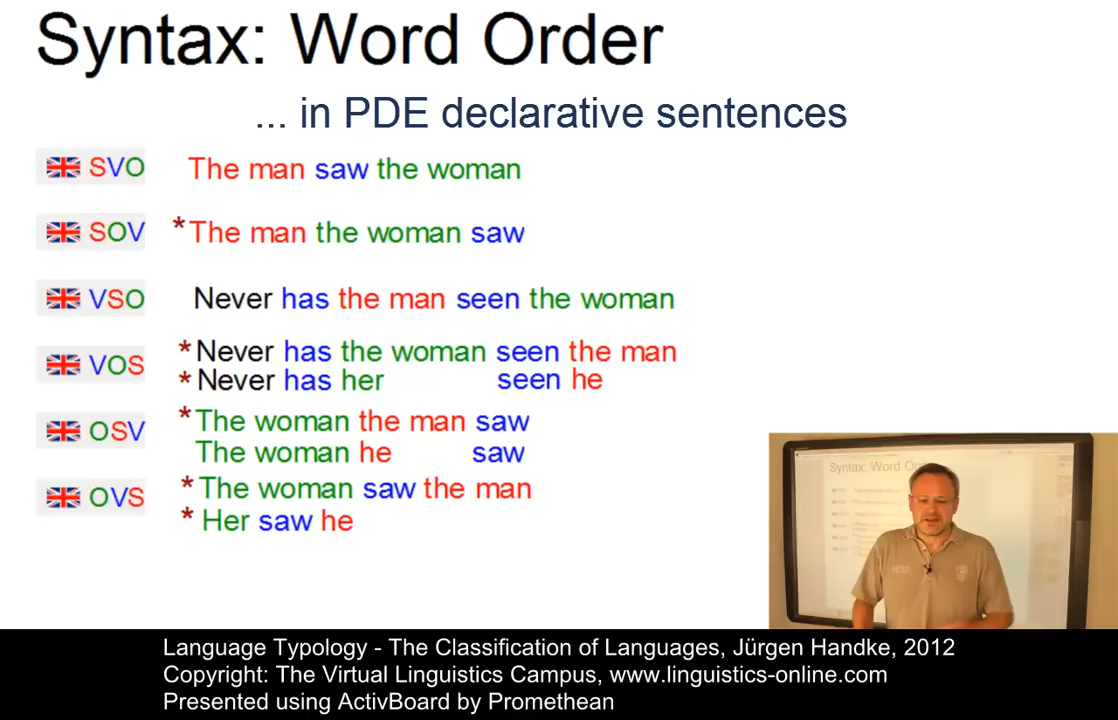 Syntax: Word Order
... in PDE declarative sentences
SVO The man saw the woman
SOV *The man the woman saw
VSO Never has the man seen the woman
*Never has the woman seen the man
VOS
*Never has her seen he
*The woman the man saw
OSV
The woman he saw
*The woman saw the man
OVS
* Her saw he
Syntax: Word Ord
Language Typology - The Classification of Languages, Jürgen Handke, 2012
Copyright: The Virtual Linguistics Campus, www.linguistics-online.com
Presented using ActivBoard by Promethean